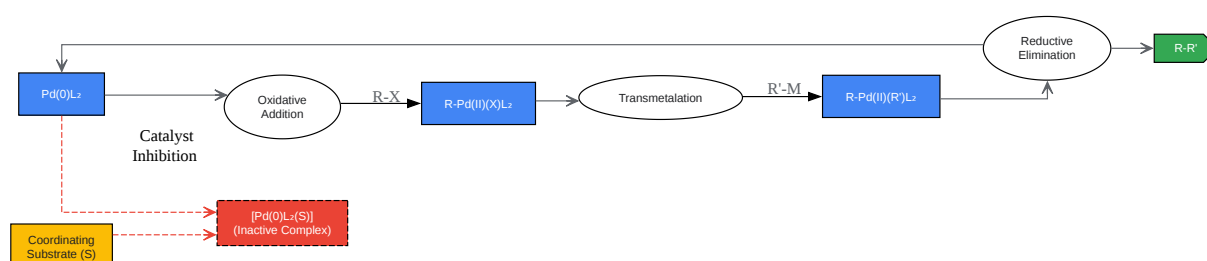 Reductive
Elimination
R-R'
Pd(0)L₂
Oxidative
Addition
R-X
R-Pd(II)(X)L₂
Transmetalation
R'-M
R-Pd(II)(R')L₂
Catalyst
Inhibition
[Pd(0)L₂(S)]
(Inactive Complex)
Coordinating
Substrate (S)